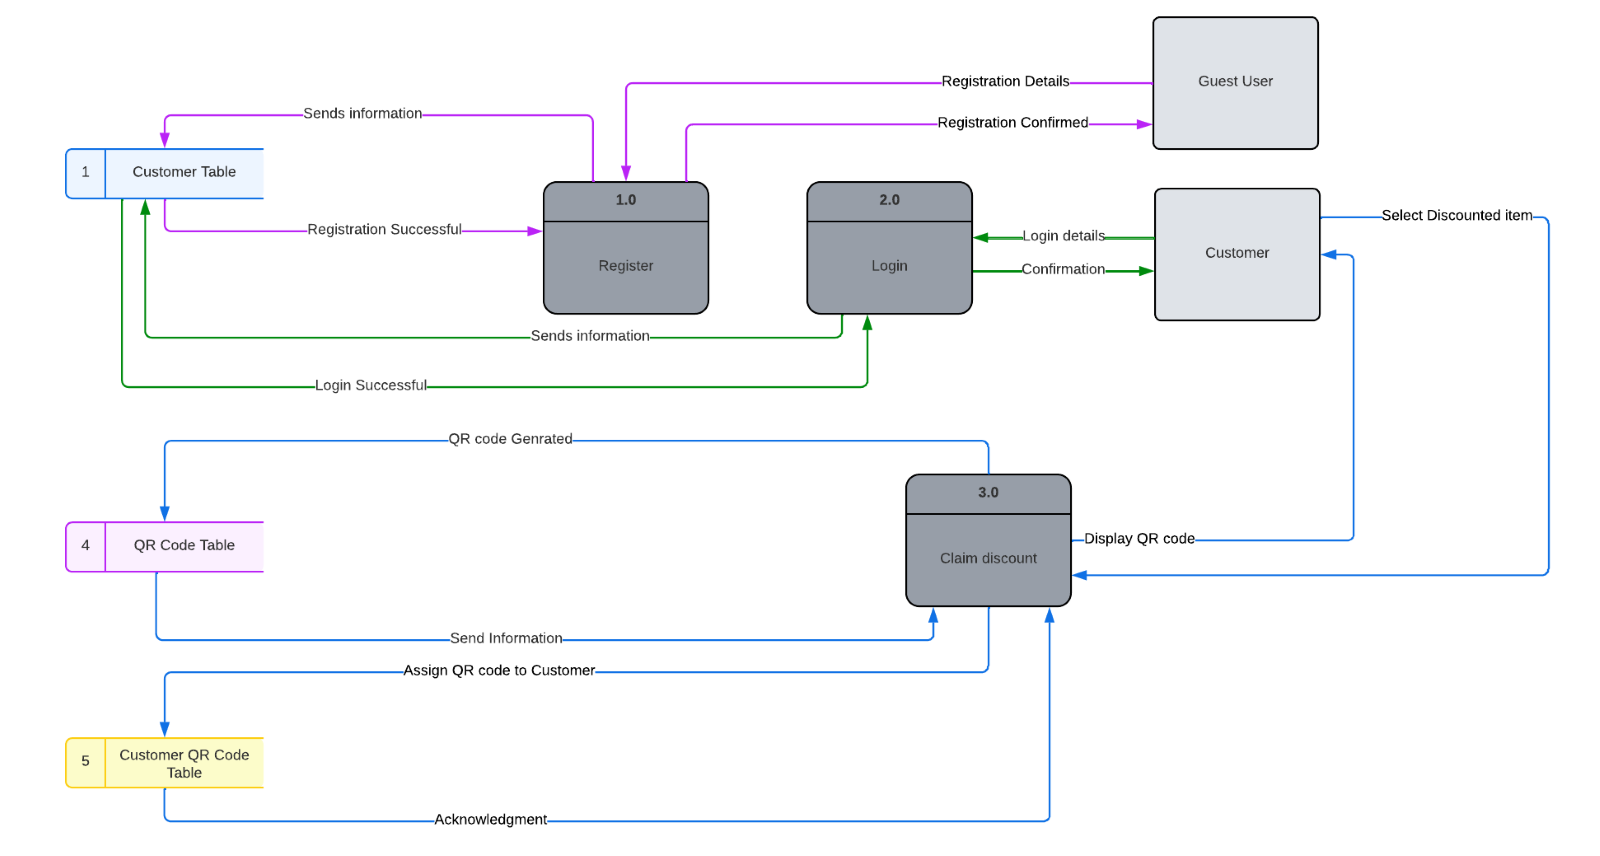 Guest User
Registration Details
Sends information
Registration Confirmed
1
Customer Table
1.0
2.0
Select Discounted item
Registration Successful
Login details
Customer
Register
Login
Confirmation
Sends information
Login Successful
QR code Genrated
3.0
4
QR Code Table
Display QR code
Claim discount
Send Information
Assign QR code to Customer
5
Customer QR Code
Table
Acknowledgment